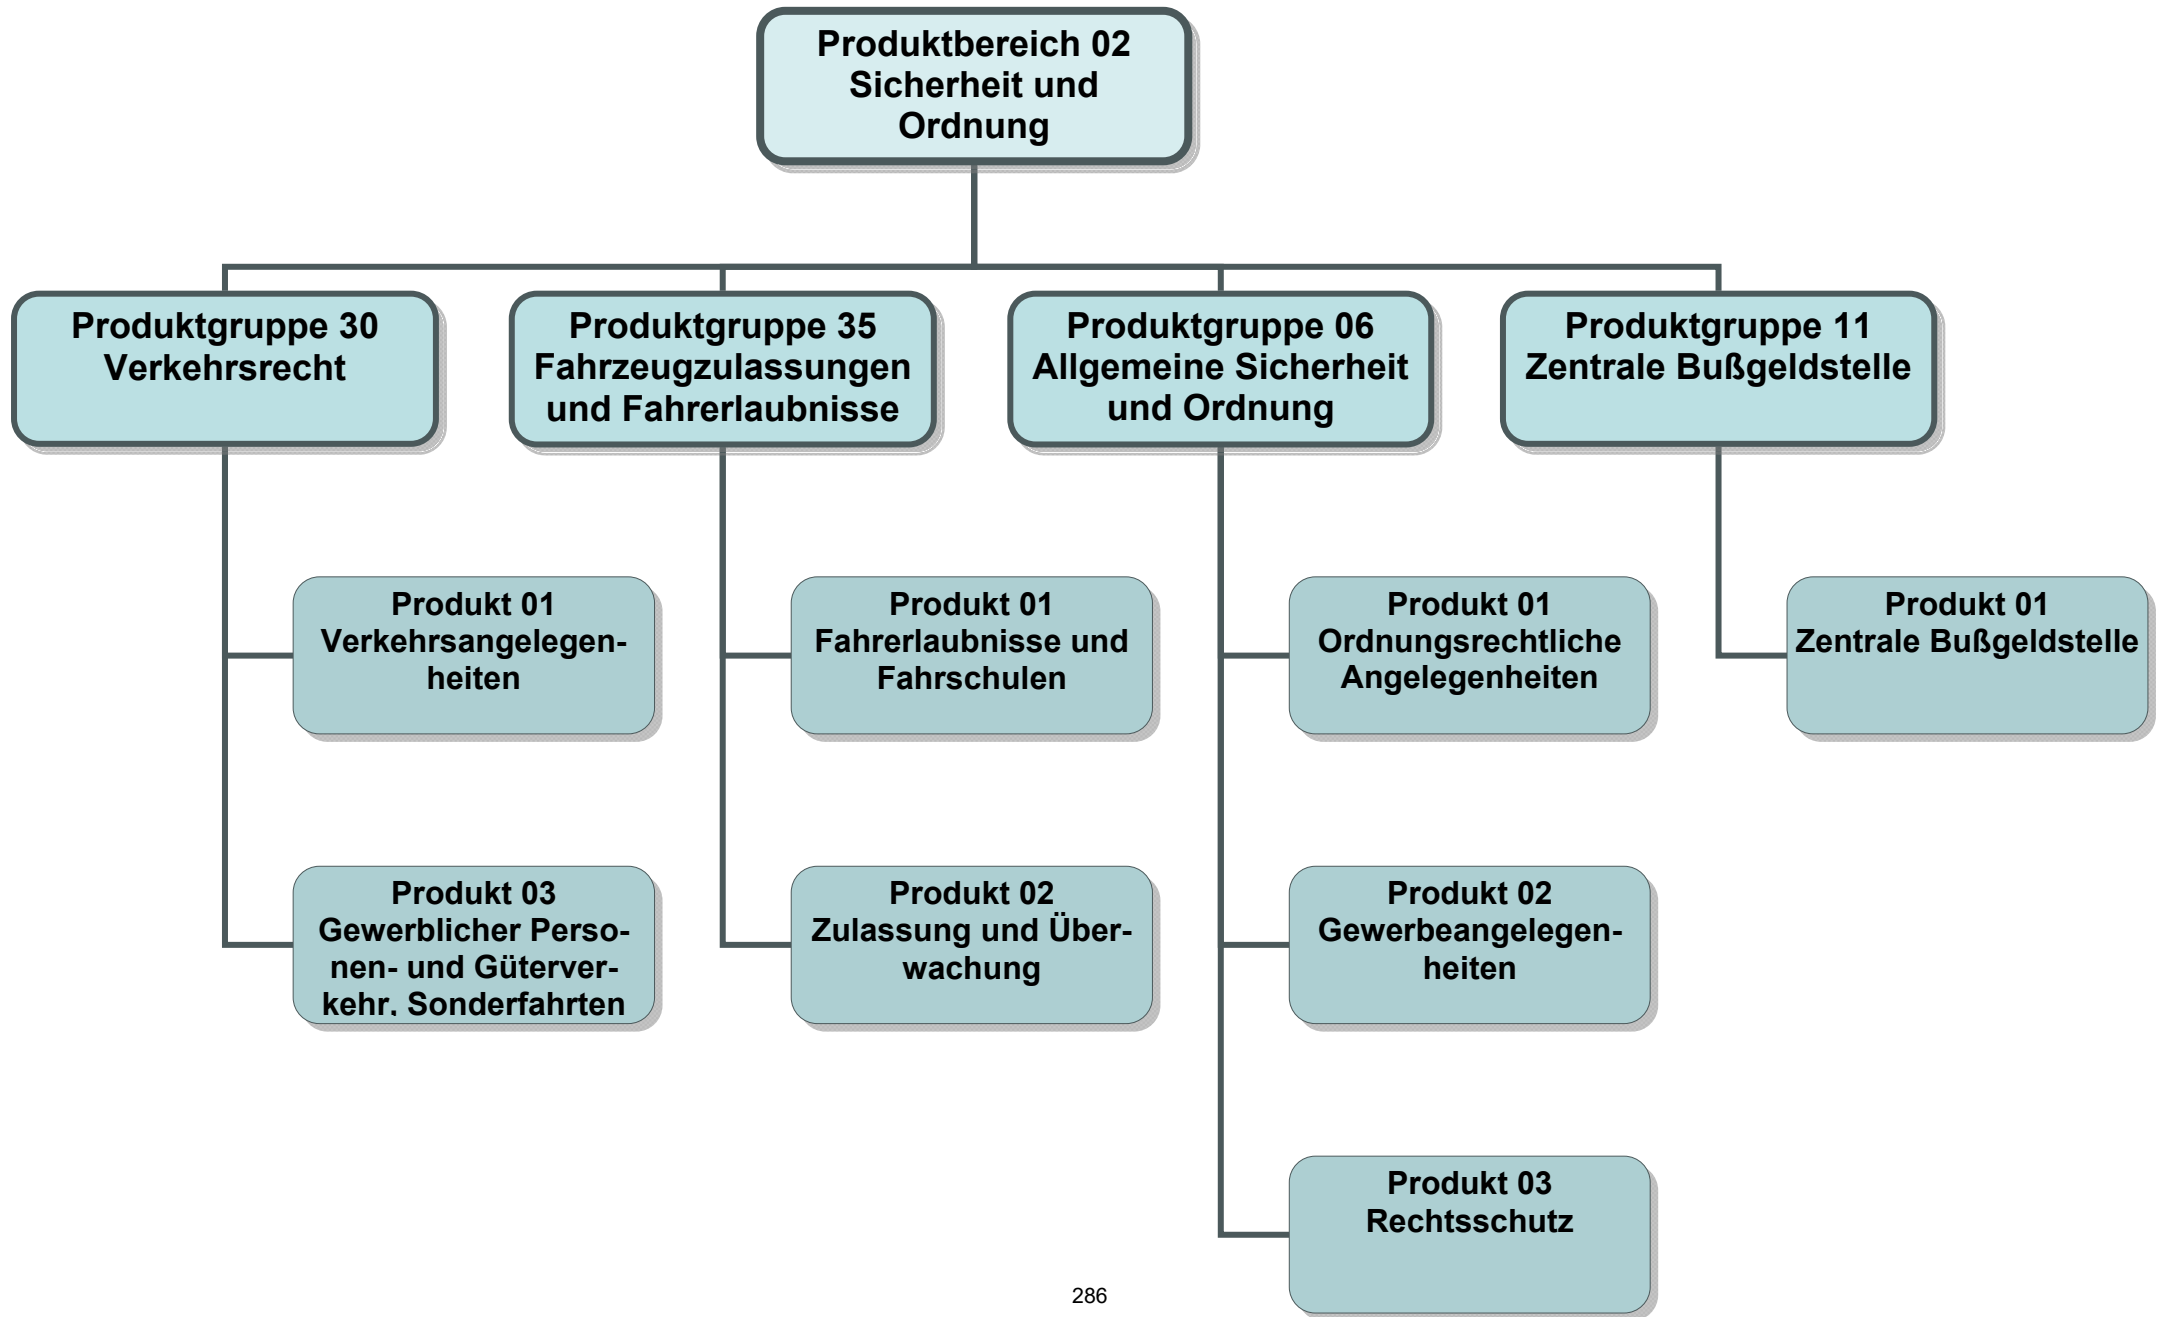 Produktbereich 02
Sicherheit und
Ordnung
Produktgruppe 30
Verkehrsrecht
Produktgruppe 35
Fahrzeugzulassungen
und Fahrerlaubnisse
Produktgruppe 06
Allgemeine Sicherheit
und Ordnung
Produktgruppe 11
Zentrale Bußgeldstelle
Produkt 01
Verkehrsangelegen-
heiten
Produkt 01
Fahrerlaubnisse und
Fahrschulen
Produkt 01
Ordnungsrechtliche
Angelegenheiten
Produkt 01
Zentrale Bußgeldstelle
Produkt 03
Gewerblicher Perso-
nen- und Güterver-
kehr, Sonderfahrten
Produkt 02
Zulassung und Über-
wachung
Produkt 02
Gewerbeangelegen-
heiten
Produkt 03
Rechtsschutz
286